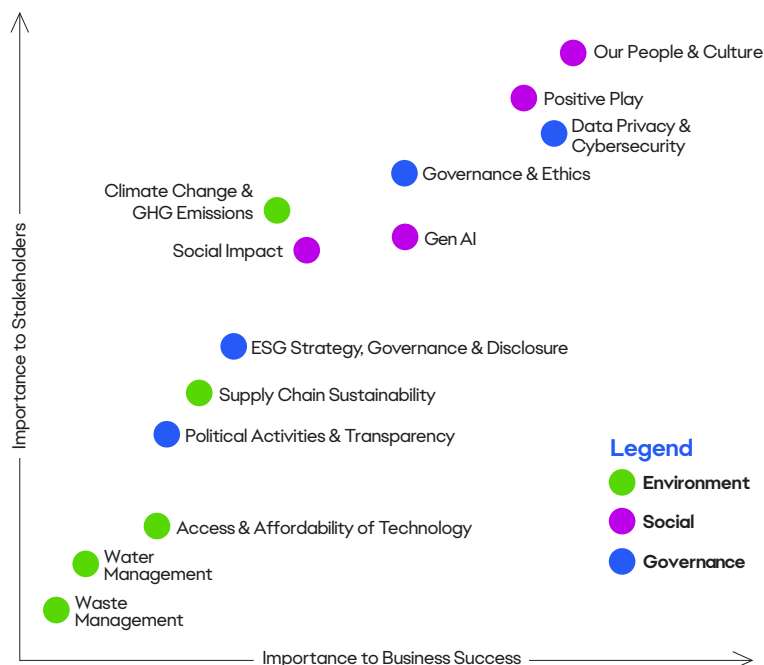 Our People & Culture
Positive Play
Data Privacy &
Cybersecurity
Governance & Ethics
Climate Change &
GHG Emissions
Gen AI
Social Impact
Importance to Stakeholders
ESG Strategy, Governance & Disclosure
Supply Chain Sustainability
Political Activities & Transparency
Legend
Environment
Social
Governance
Access & Affordability of Technology
Water
Management
Waste
Management
Importance to Business Success